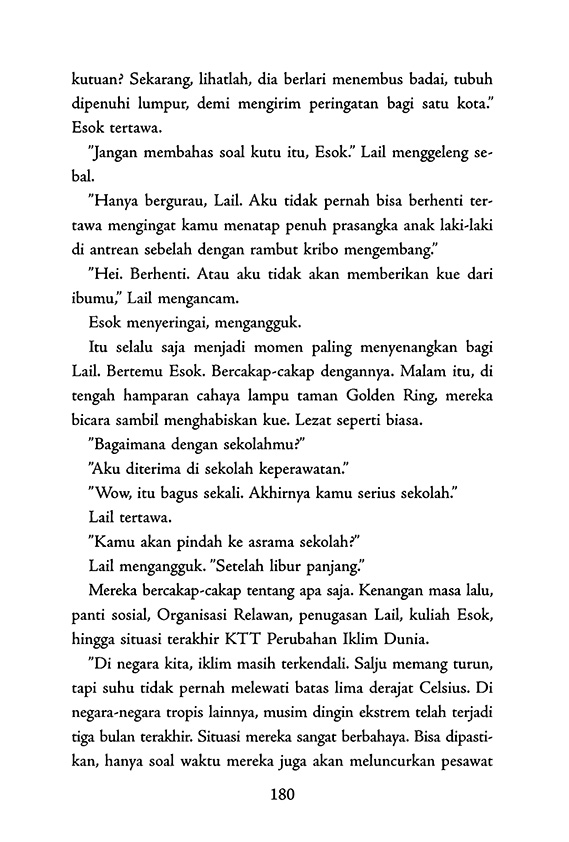 kutuan? Sekarang, lihatlah, dia berlari menembus badai, tubuh
dipenuhi lumpur, demi mengirim peringatan bagi satu kota.”
Esok tertawa.
”Jangan membahas soal kutu itu, Esok.” Lail menggeleng se-
bal.
”Hanya bergurau, Lail. Aku tidak pernah bisa berhenti ter-
tawa mengingat kamu menatap penuh prasangka anak laki-laki
di antrean sebelah dengan rambut kribo mengembang.”
”Hei. Berhenti. Atau aku tidak akan memberikan kue dari
ibumu,” Lail mengancam.
Esok menyeringai, mengangguk.
Itu selalu saja menjadi momen paling menyenangkan bagi
Lail. Bertemu Esok. Bercakap-cakap dengannya. Malam itu, di
tengah hamparan cahaya lampu taman Golden Ring, mereka
bicara sambil menghabiskan kue. Lezat seperti biasa.
”Bagaimana dengan sekolahmu?”
”Aku diterima di sekolah keperawatan.”
”Wow, itu bagus sekali. Akhirnya kamu serius sekolah.”
Lail tertawa.
”Kamu akan pindah ke asrama sekolah?”
Lail mengangguk. ”Setelah libur panjang.”
Mereka bercakap-cakap tentang apa saja. Kenangan masa lalu,
panti sosial, Organisasi Relawan, penugasan Lail, kuliah Esok,
hingga situasi terakhir KTT Perubahan Iklim Dunia.
”Di negara kita, iklim masih terkendali. Salju memang turun,
tapi suhu tidak pernah melewati batas lima derajat Celsius. Di
negara-negara tropis lainnya, musim dingin ekstrem telah terjadi
tiga bulan terakhir. Situasi mereka sangat berbahaya. Bisa dipasti-
kan, hanya soal waktu mereka juga akan meluncurkan pesawat
180